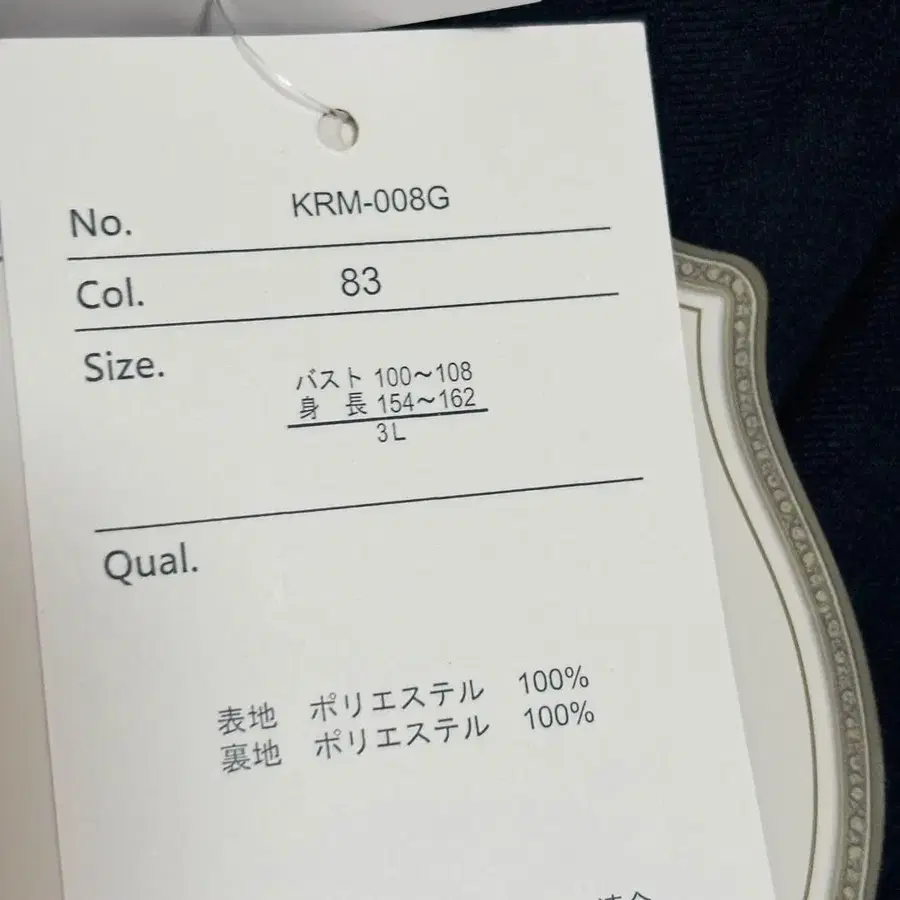 No. KRM-008G
Col. 83
Size.
バスト 100〜108
身 長 154〜162
3L
Qual.
表地 ポリエステル 100%
裏地 ポリエステル 100%